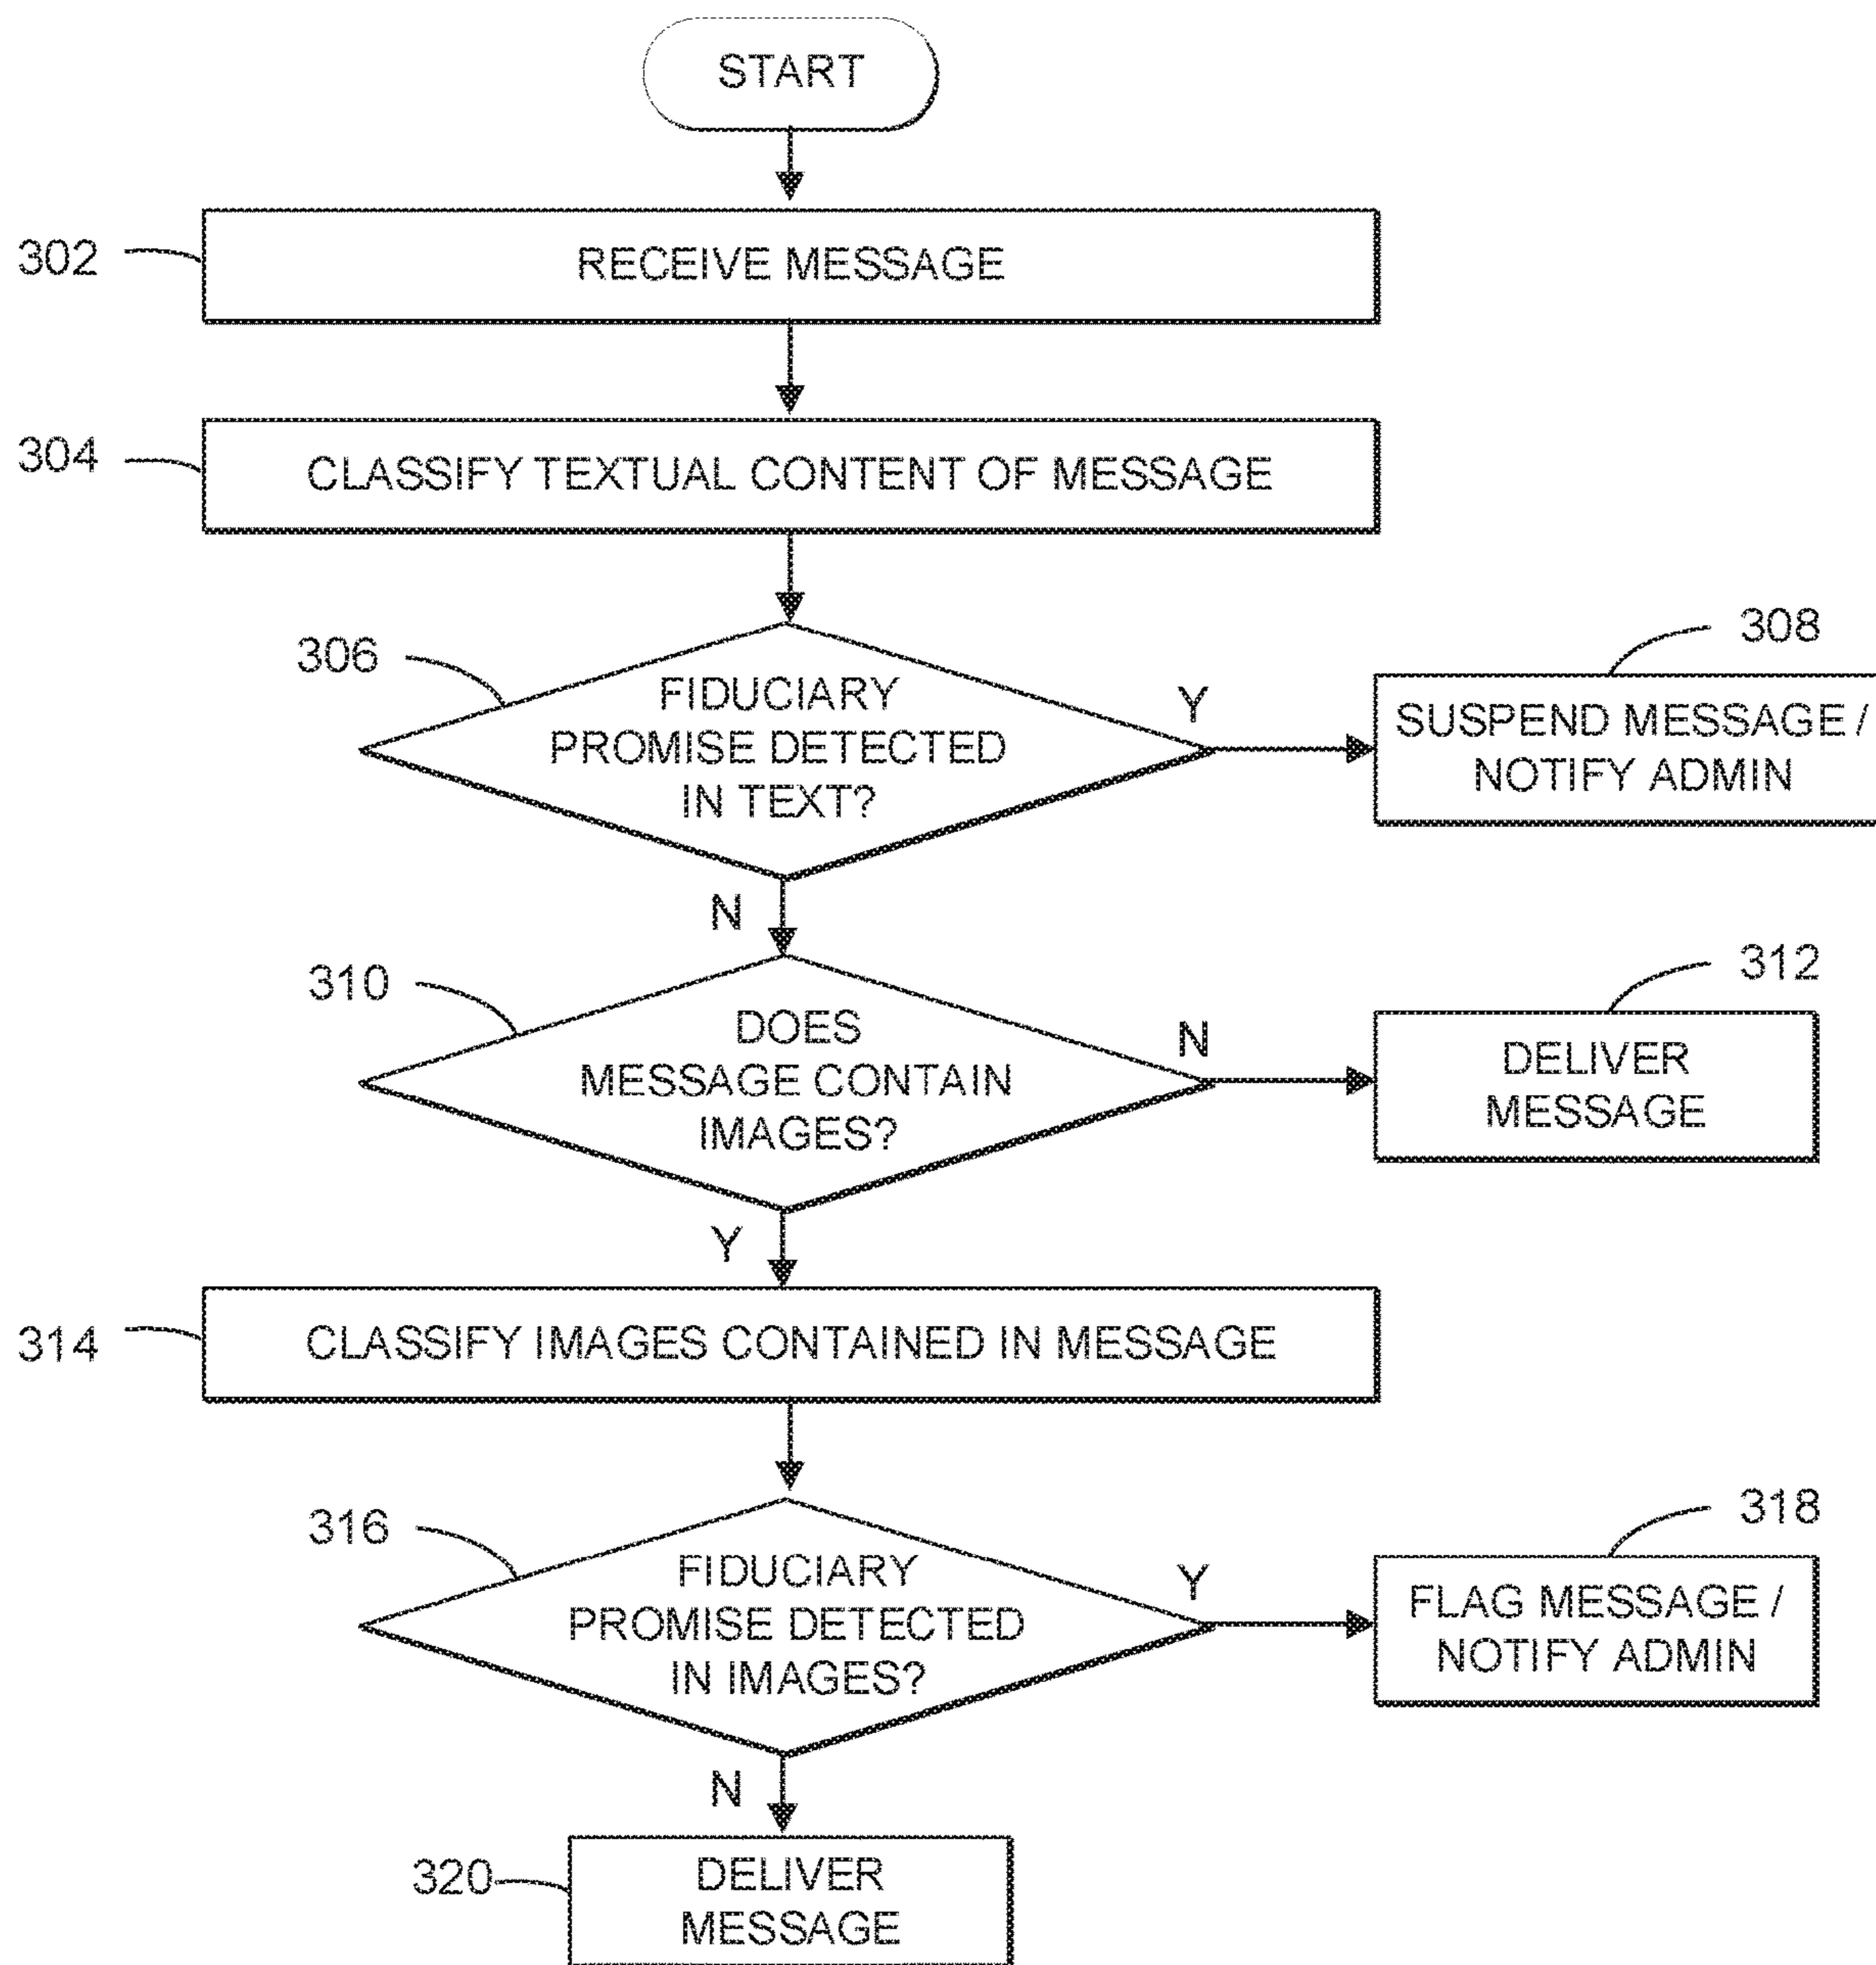 START
302
RECEIVE MESSAGE
304
CLASSIFY TEXTUAL CONTENT OF MESSAGE
306
FIDUCIARY
PROMISE DETECTED
IN TEXT?
Y
308
SUSPEND MESSAGE /
NOTIFY ADMIN
N
310
DOES
MESSAGE CONTAIN
IMAGES?
N
312
DELIVER
MESSAGE
Y
314
CLASSIFY IMAGES CONTAINED IN MESSAGE
316
FIDUCIARY
PROMISE DETECTED
IN IMAGES?
Y
318
FLAG MESSAGE /
NOTIFY ADMIN
N
320
DELIVER
MESSAGE